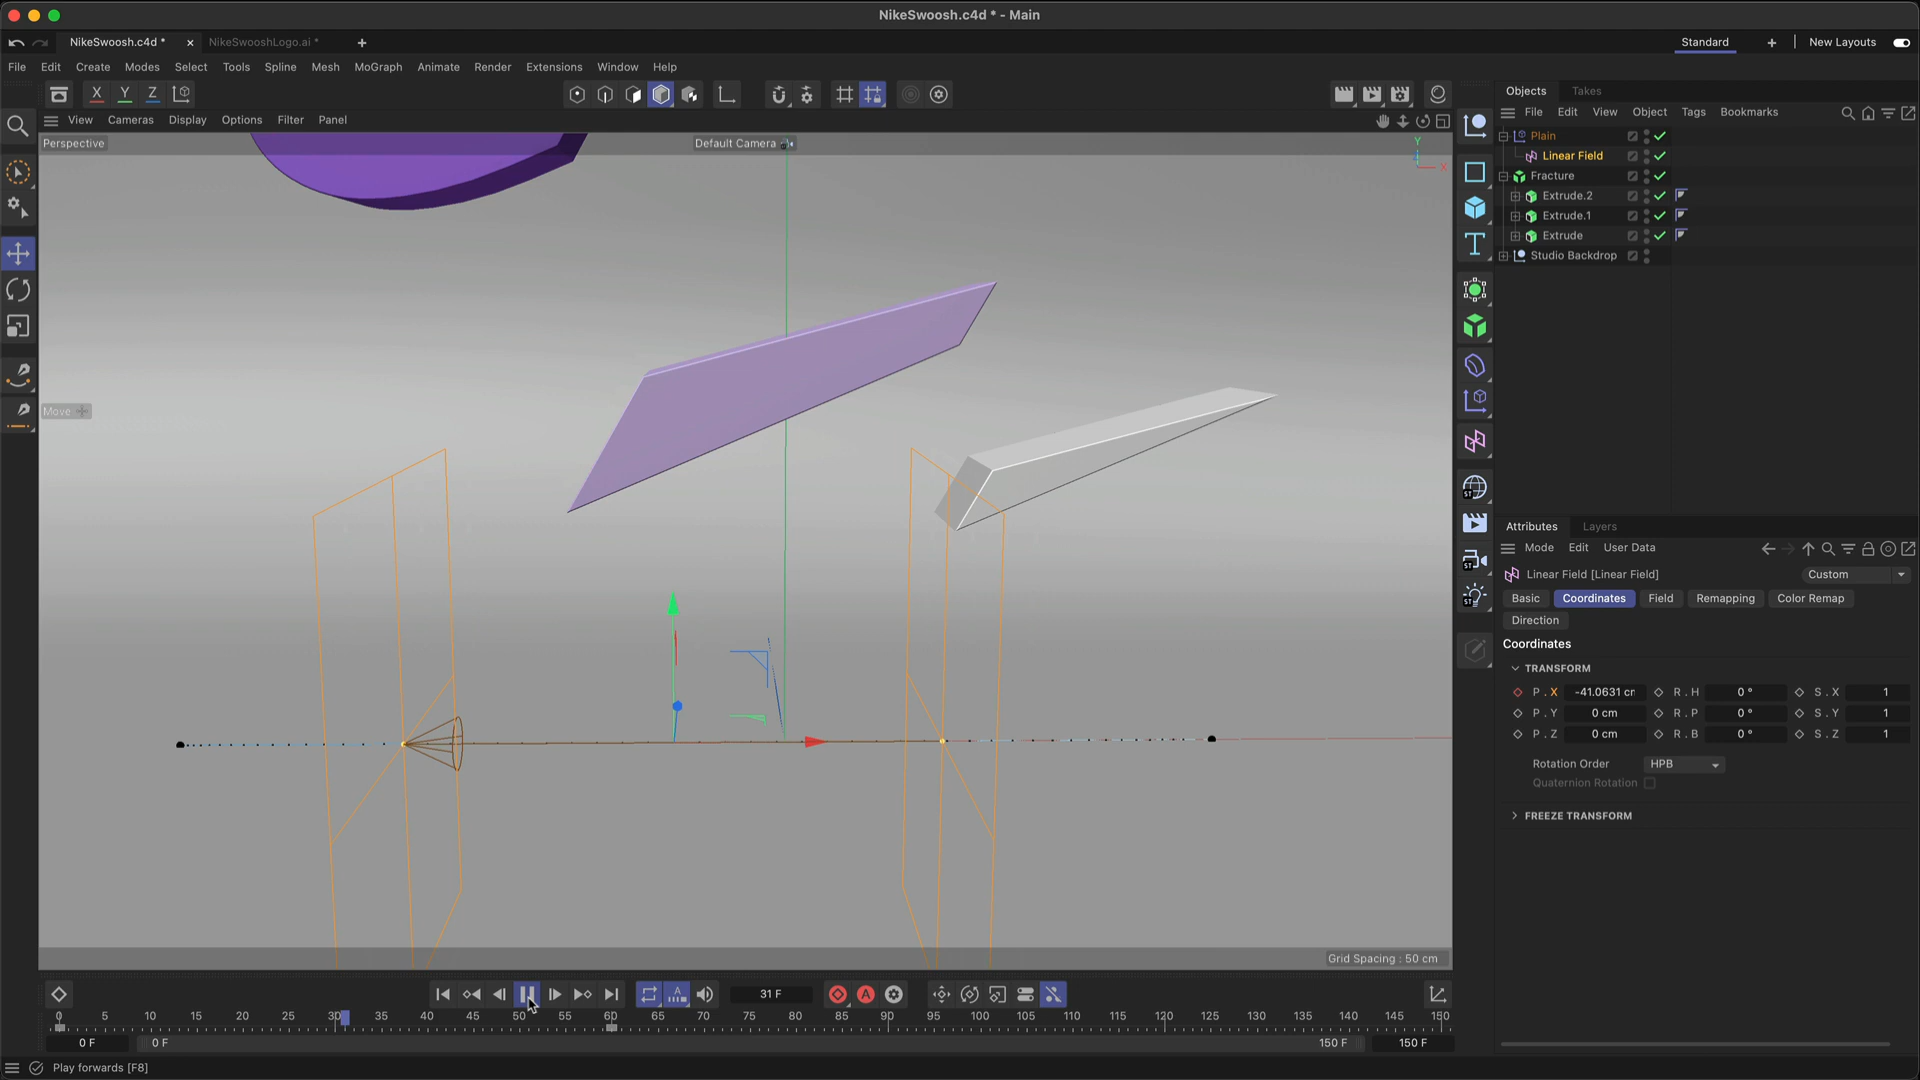 NikeSwoosh.c4d * - Main
NikeSwoosh.c4d *
NikeSwooshLogo.ai *
Standard
New Layouts
File Edit Create Modes Select Tools Spline Mesh MoGraph Animate Render Extensions Window Help
X Y Z
View Cameras Display Options Filter Panel
Perspective
Default Camera
Y
X
Move
Grid Spacing : 50 cm
Objects Takes
File Edit View Object Tags Bookmarks
Plain
Linear Field
Fracture
Extrude.2
Extrude.1
Extrude
Studio Backdrop
ST
ST
ST
Attributes Layers
Mode Edit User Data
Linear Field [Linear Field]
Custom
Basic Coordinates Field Remapping Color Remap
Direction
Coordinates
TRANSFORM
P . X -41.0631 cm R . H 0 ° S . X 1
P . Y 0 cm R . P 0 ° S . Y 1
P . Z 0 cm R . B 0 ° S . Z 1
Rotation Order HPB
Quaternion Rotation
FREEZE TRANSFORM
A
31 F
A
0 5 10 15 20 25 30 35 40 45 50 55 60 65 70 75 80 85 90 95 100 105 110 115 120 125 130 135 140 145 150
0 F 0 F 150 F 150 F
Play forwards [F8]